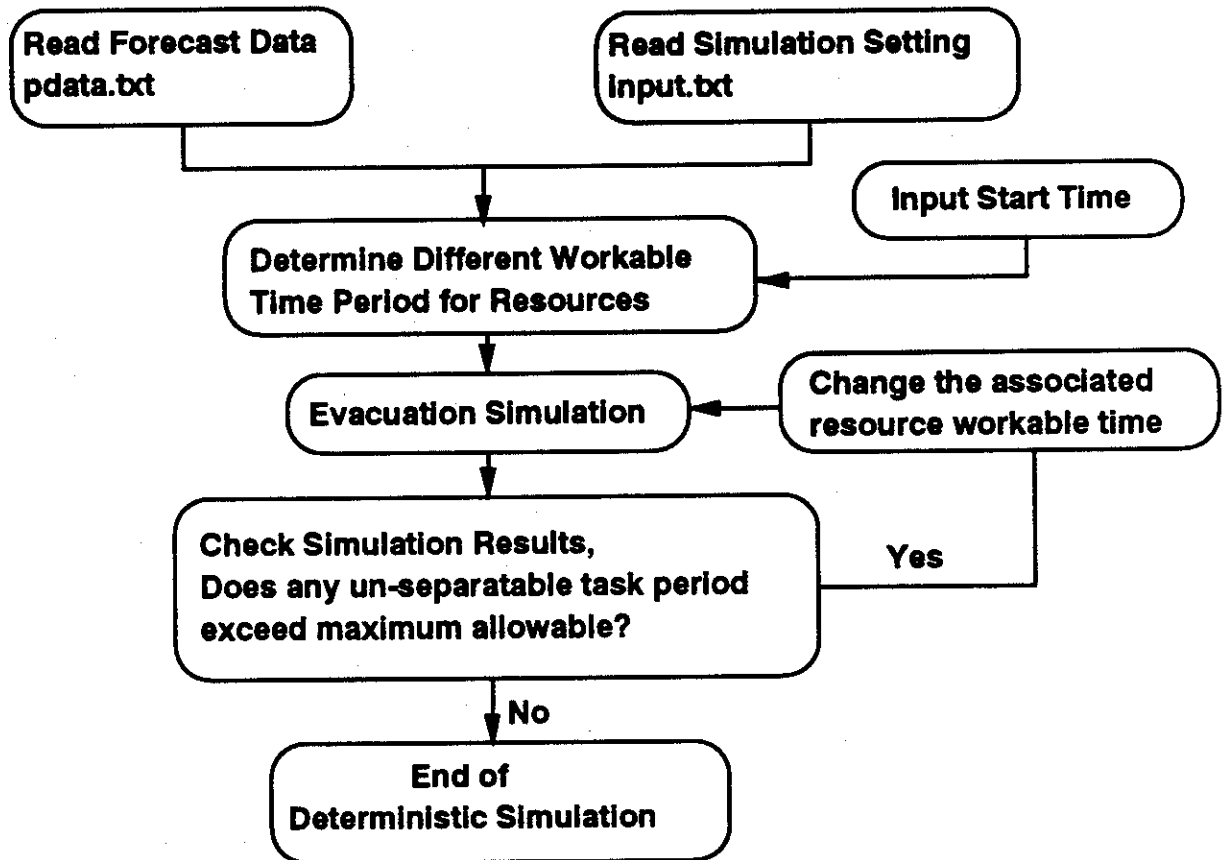 Read Forecast Data
pdata.txt
Read Simulation Setting
input.txt
Input Start Time
Determine Different Workable
Time Period for Resources
Evacuation Simulation
Change the associated
resource workable time
Check Simulation Results,
Does any un-separatable task period
exceed maximum allowable?
Yes
No
End of
Deterministic Simulation